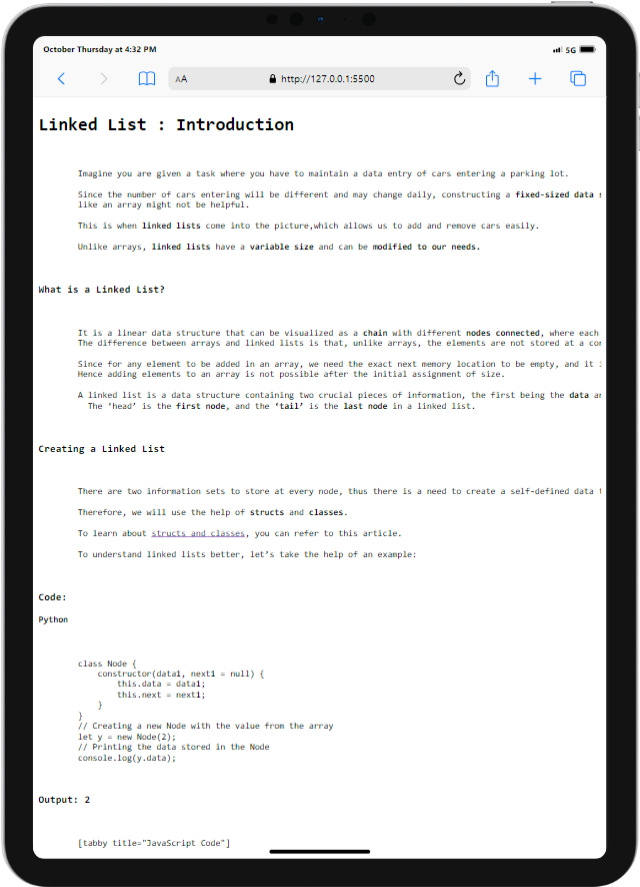 October Thursday at 4:32 PM
5G
AA
http://127.0.0.1:5500
Linked List : Introduction
Imagine you are given a task where you have to maintain a data entry of cars entering a parking lot.
Since the number of cars entering will be different and may change daily, constructing a fixed-sized data
like an array might not be helpful.
This is when linked lists come into the picture,which allows us to add and remove cars easily.
Unlike arrays, linked lists have a variable size and can be modified to our needs.
What is a Linked List?
It is a linear data structure that can be visualized as a chain with different nodes connected, where each
The difference between arrays and linked lists is that, unlike arrays, the elements are not stored at a
Since for any element to be added in an array, we need the exact next memory location to be empty, and it
Hence adding elements to an array is not possible after the initial assignment of size.
A linked list is a data structure containing two crucial pieces of information, the first being the data
The ‘head’ is the first node, and the ‘tail’ is the last node in a linked list.
Creating a Linked List
There are two information sets to store at every node, thus there is a need to create a self-defined data
Therefore, we will use the help of structs and classes.
To learn about structs and classes, you can refer to this article.
To understand linked lists better, let’s take the help of an example:
Code:
Python
class Node {
constructor(data1, next1 = null) {
this.data = data1;
this.next = next1;
}
}
// Creating a new Node with the value from the array
let y = new Node(2);
// Printing the data stored in the Node
console.log(y.data);
Output: 2
[tabby title="JavaScript Code"]